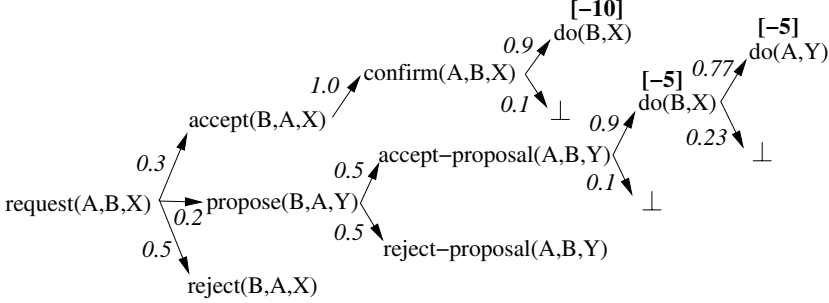 [−10]
do(B,X)
0.9
[−5]
do(A,Y)
confirm(A,B,X)
0.77
1.0
[−5]
do(B,X)
0.1
⊥
accept(B,A,X)
0.9
0.23
⊥
0.3
0.5
accept−proposal(A,B,Y)
0.1
⊥
request(A,B,X)
0.2
propose(B,A,Y)
0.5
0.5
reject−proposal(A,B,Y)
reject(B,A,X)